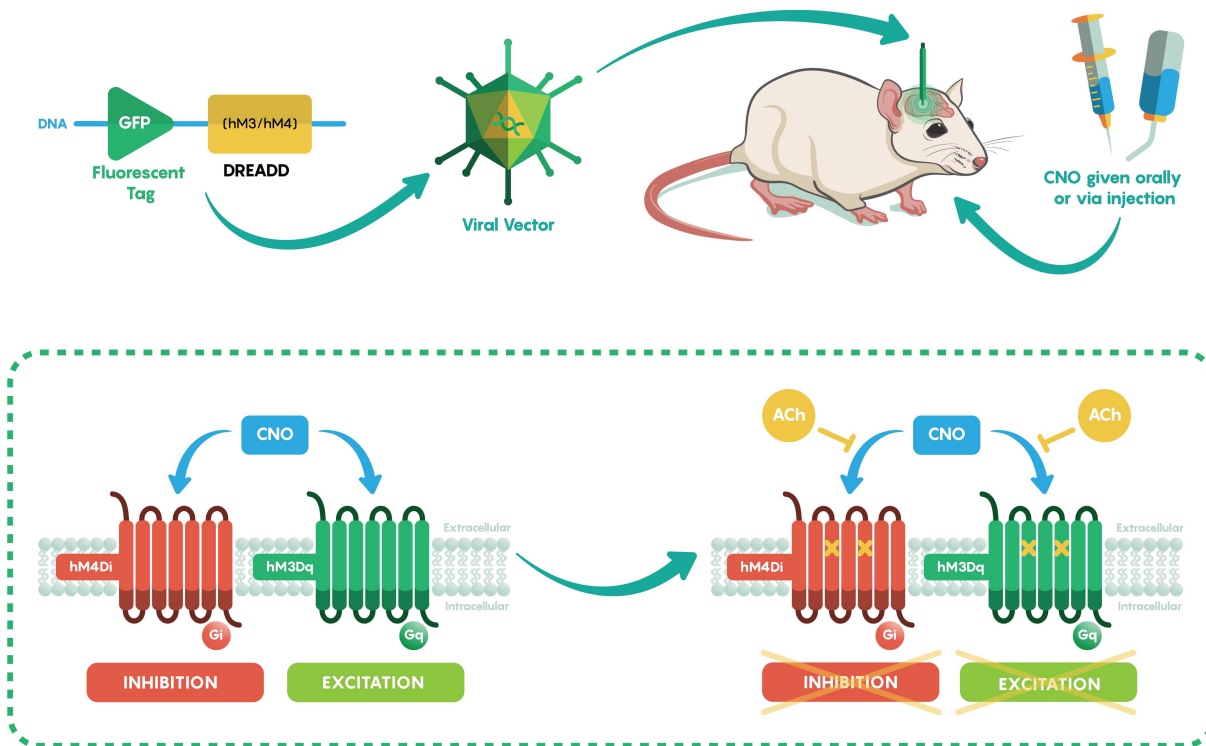 DNA
GFP
(hM3/hM4)
Fluorescent
Tag
DREADD
Viral Vector
CNO given orally
or via injection
CNO
Extracellular
hM4Di
hM3Dq
Intracellular
Gi
Gq
INHIBITION
EXCITATION
ACh
CNO
ACh
Extracellular
hM4Di
hM3Dq
Intracellular
Gi
Gq
INHIBITION
EXCITATION